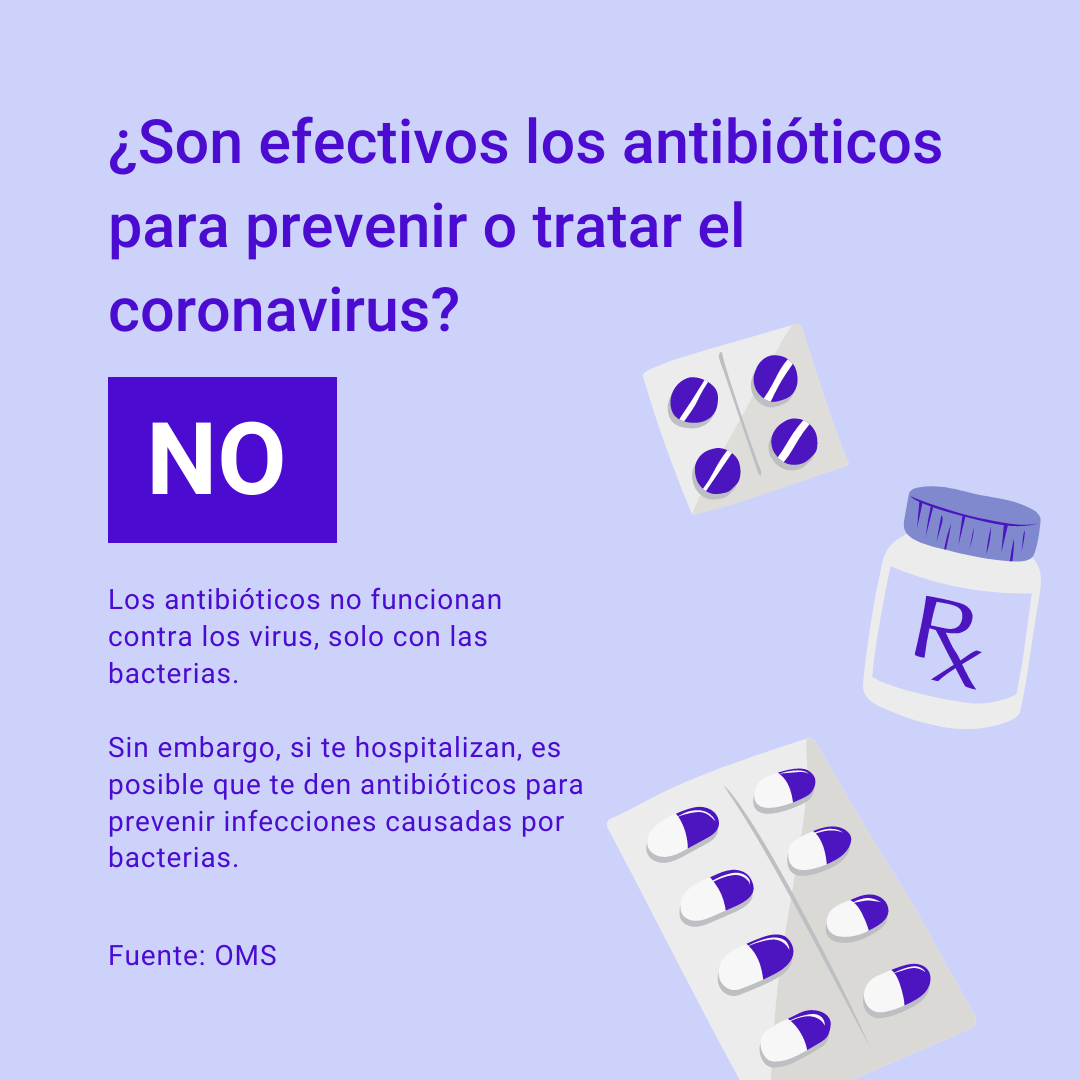 ¿Son efectivos los antibióticos
para prevenir o tratar el
coronavirus?
NO
Los antibióticos no funcionan
contra los virus, solo con las
bacterias.
Sin embargo, si te hospitalizan, es
posible que te den antibióticos para
prevenir infecciones causadas por
bacterias.
Fuente: OMS
Rx